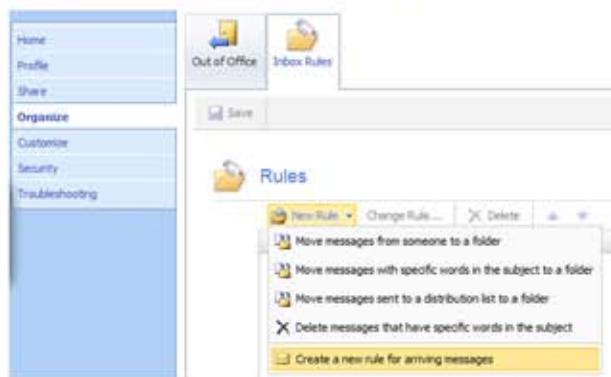 Home
Profile
Share
Organize
Customize
Security
Troubleshooting
Out of Office
Inbox Rules
Save
Rules
New Rule Change Rule... Delete
Move messages from someone to a folder
Move messages with specific words in the subject to a folder
Move messages sent to a distribution list to a folder
Delete messages that have specific words in the subject
Create a new rule for arriving messages